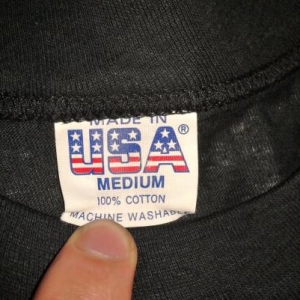 MADE IN
USA®
MEDIUM
100% COTTON
MACHINE WASHABLE